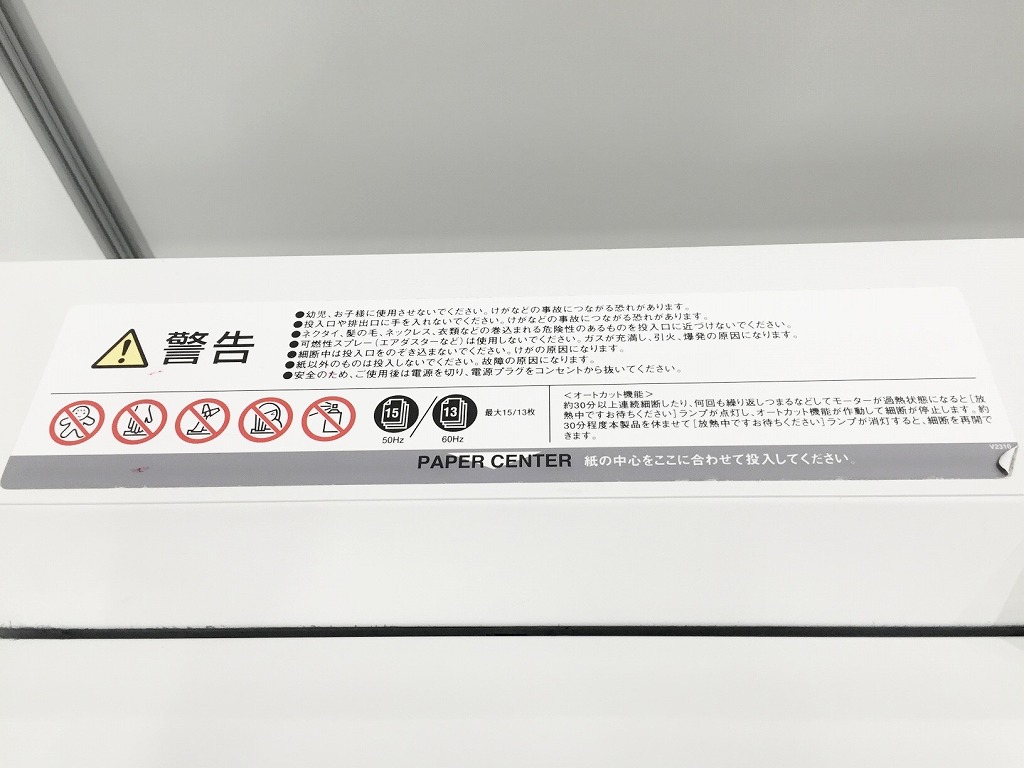 警告
●幼児、お子様に使用させないでください。けがなどの事故につながる恐れがあります。
●投入口や排出口に手を入れないでください。けがなどの事故につながる恐れがあります。
●ネクタイ、髪の毛、ネックレス、衣類などの巻込まれる危険性のあるものを投入口に近づけないでください。
●可燃性スプレー(エアダスターなど)は使用しないでください。ガスが充満し、引火、爆発の原因になります。
●細断中は投入口をのぞき込まないでください。けがの原因になります。
●紙以外のものは投入しないでください。故障の原因になります。
●安全のため、ご使用後は電源を切り、電源プラグをコンセントから抜いてください。
15 / 13 最大15/13枚
50Hz 60Hz
<オートカット機能>
約30分以上連続細断したり、何回も繰り返しつまるなどしてモーターが過熱状態になると[放
熱中ですお待ちください]ランプが点灯し、オートカット機能が作動して細断が停止します。約
30分程度本製品を休ませて[放熱中ですお待ちください]ランプが消灯すると、細断を再開で
きます。
V2310
PAPER CENTER 紙の中心をここに合わせて投入してください。